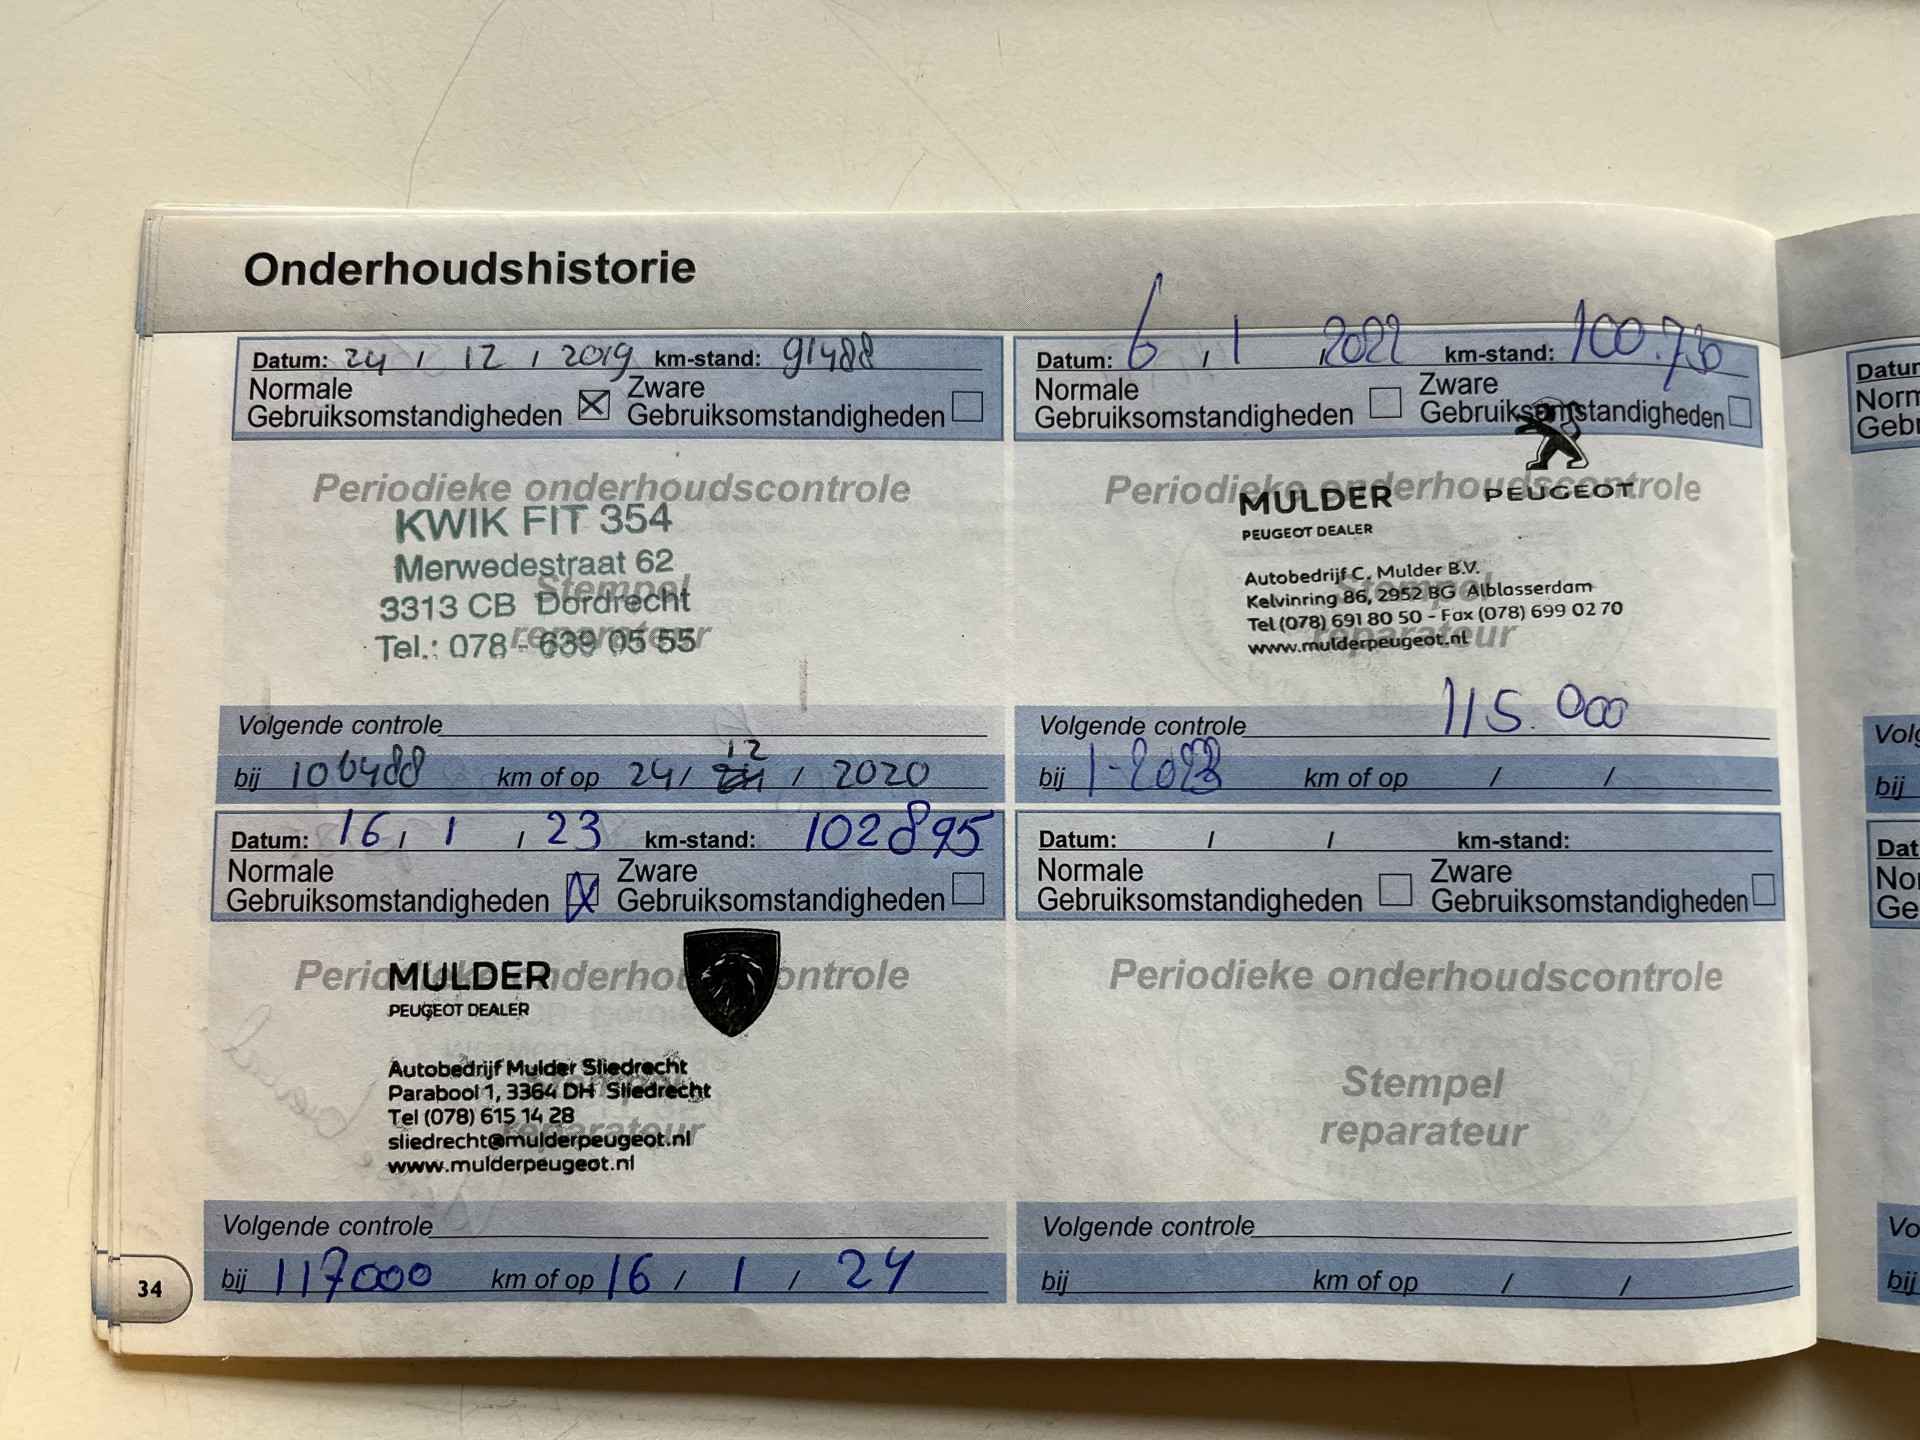 Onderhoudshistorie
Datum: 24 / 12 / 2019 km-stand: 91488
Normale
Gebruiksomstandigheden
Zware
Gebruiksomstandigheden
Periodieke onderhoudscontrole
Stempel
reparateur
KWIK FIT 354
Merwedestraat 62
3313 CB Dordrecht
Tel.: 078 - 639 05 55
Volgende controle
bij 106488 km of op 24 / 12 / 2020
Datum: 6 / 1 / 2022 km-stand:
Normale
Gebruiksomstandigheden
Zware
Gebruiksomstandigheden
Periodieke onderhoudscontrole
Stempel
reparateur
MULDER PEUGEOT
PEUGEOT DEALER
Autobedrijf C. Mulder B.V.
Kelvinring 86, 2952 BG Alblasserdam
Tel (078) 691 80 50 - Fax (078) 699 02 70
www.mulderpeugeot.nl
Volgende controle 115.000
bij 1-2023 km of op / /
Datum: 16 / 1 / 23 km-stand: 102895
Normale
Gebruiksomstandigheden
Zware
Gebruiksomstandigheden
Periodieke onderhoudscontrole
reparateur
MULDER
PEUGEOT DEALER
Autobedrijf Mulder Sliedrecht
Parabool 1, 3364 DH Sliedrecht
Tel (078) 615 14 28
sliedrecht@mulderpeugeot.nl
www.mulderpeugeot.nl
Volgende controle
bij 117000 km of op 16 / 1 / 24
Datum: / / km-stand:
Normale
Gebruiksomstandigheden
Zware
Gebruiksomstandigheden
Periodieke onderhoudscontrole
Stempel
reparateur
Volgende controle
bij km of op / /
34